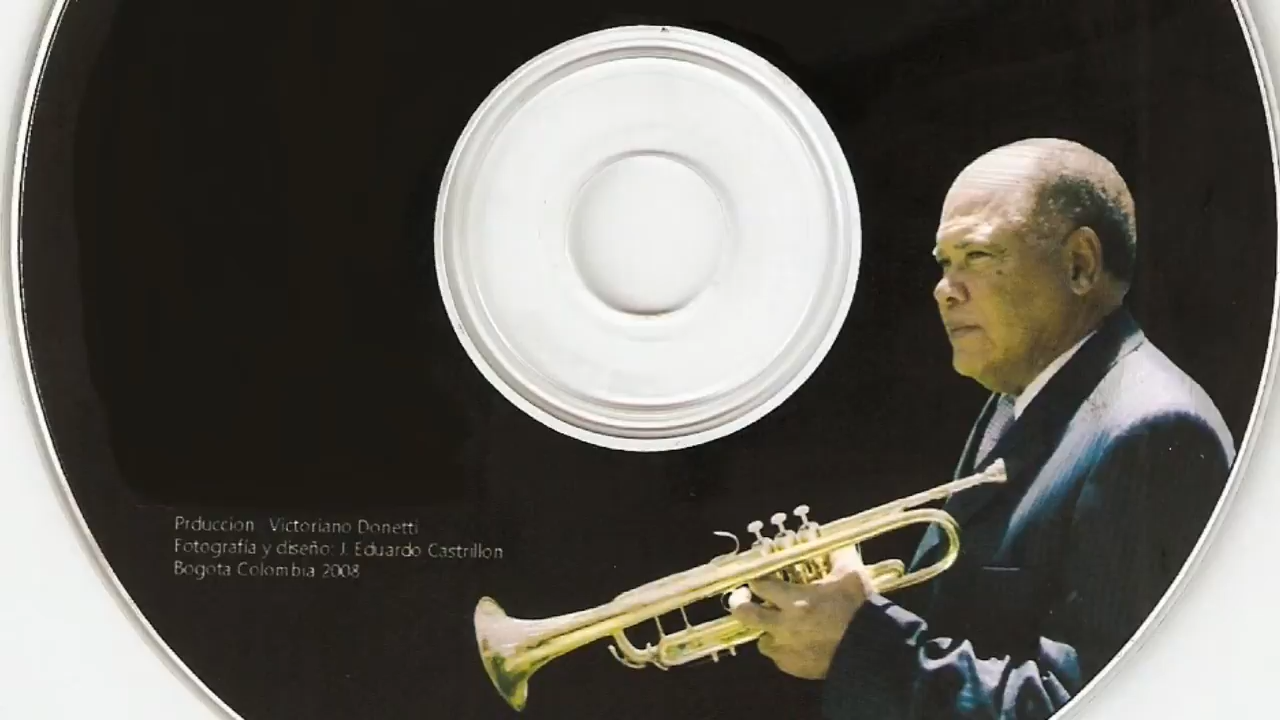 Prduccion Victoriano Donetti
Fotografía y diseño: J. Eduardo Castrillon
Bogota Colombia 2008